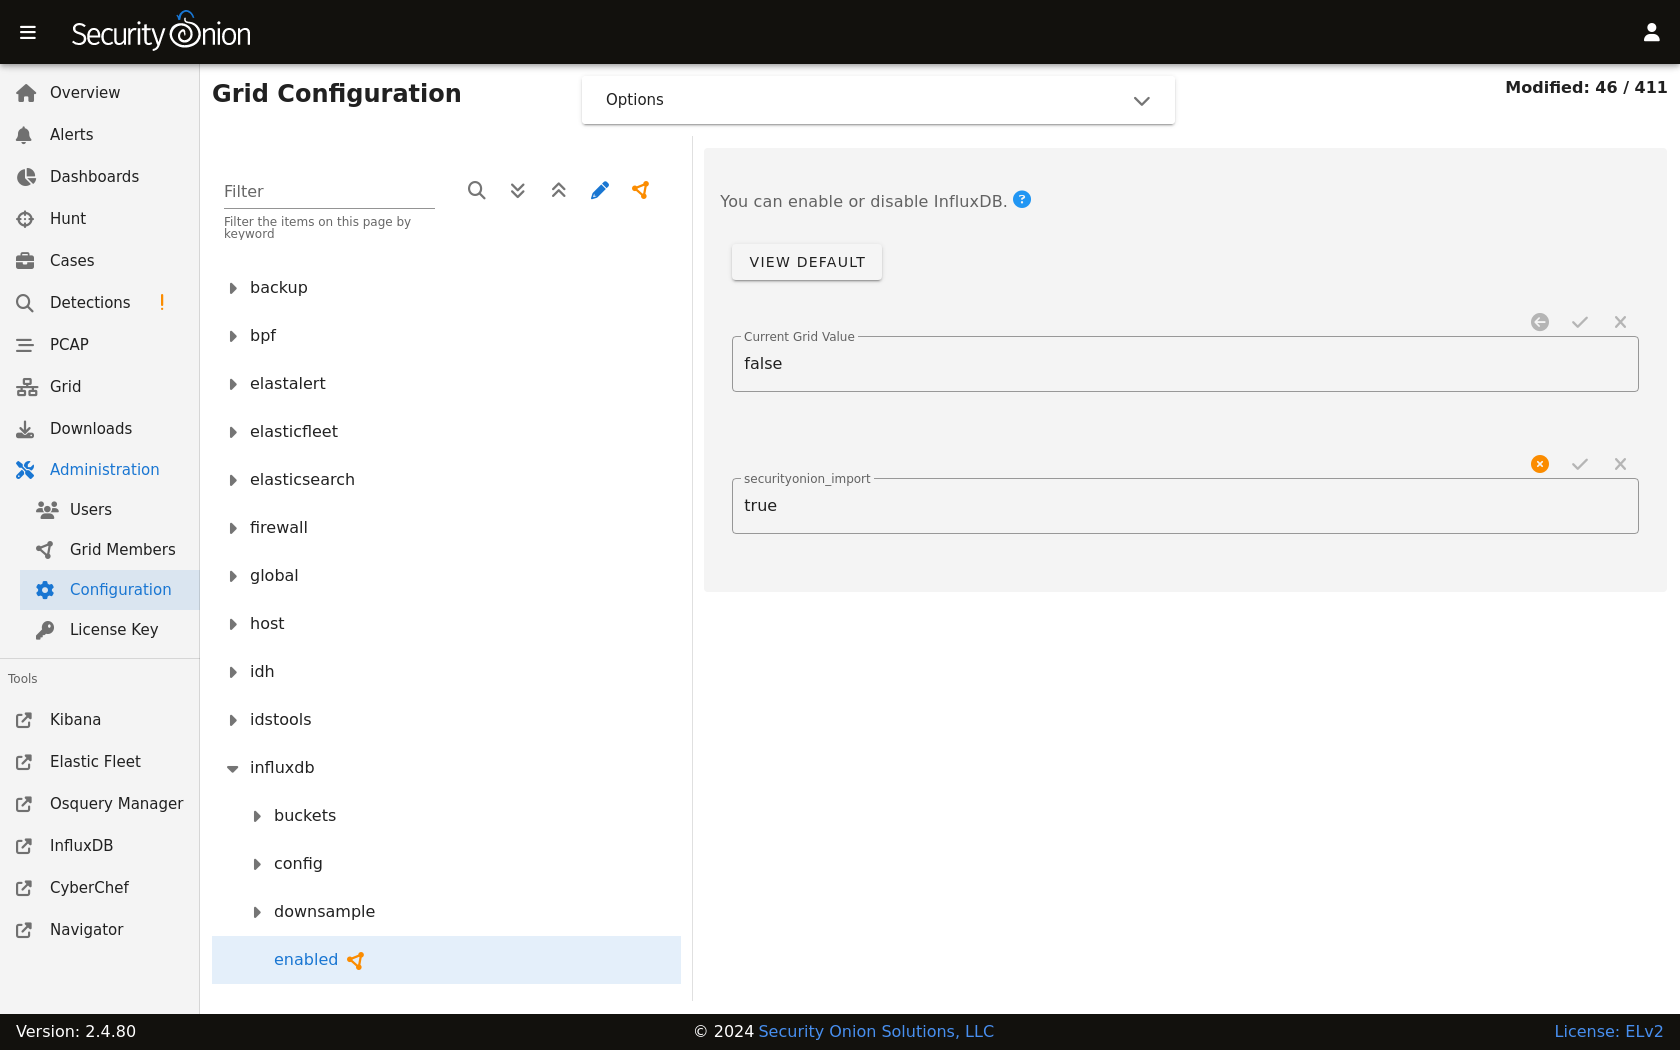 Security Onion
Overview
Alerts
Dashboards
Hunt
Cases
Detections !
PCAP
Grid
Downloads
Administration
Users
Grid Members
Configuration
License Key
Tools
Kibana
Elastic Fleet
Osquery Manager
InfluxDB
CyberChef
Navigator
Grid Configuration
Options
Modified: 46 / 411
Filter
Filter the items on this page by
keyword
backup
bpf
elastalert
elasticfleet
elasticsearch
firewall
global
host
idh
idstools
influxdb
buckets
config
downsample
enabled
You can enable or disable InfluxDB. ?
VIEW DEFAULT
Current Grid Value
false
securityonion_import
true
Version: 2.4.80
© 2024 Security Onion Solutions, LLC
License: ELv2